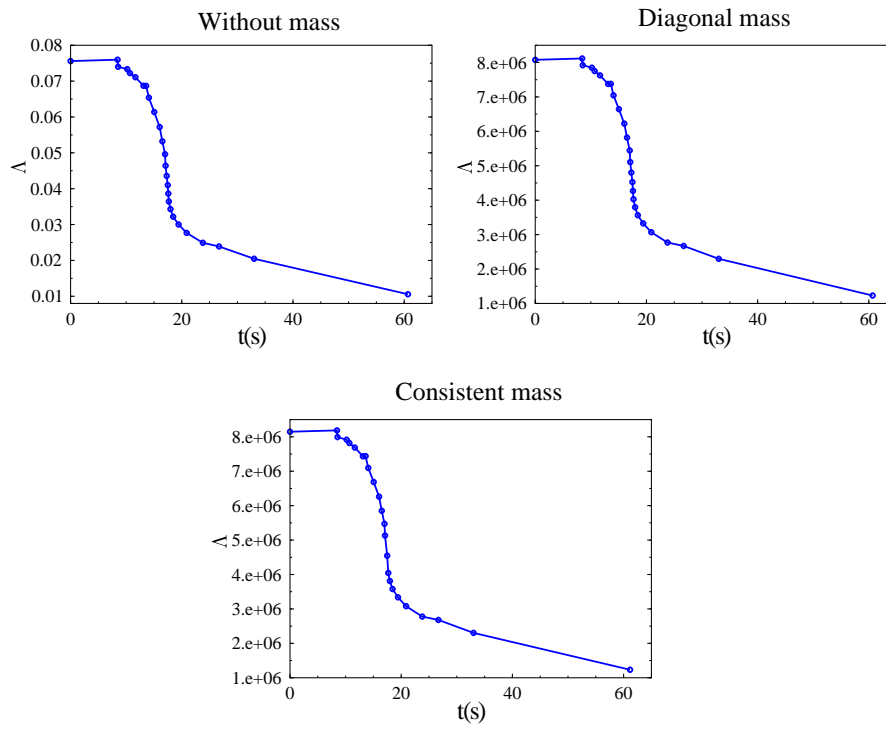 Without mass
0.08
0.07
0.06
0.05
0.04
0.03
0.02
0.01
Λ
0 20 40 60
t(s)
Diagonal mass
8.e+06
7.e+06
6.e+06
5.e+06
4.e+06
3.e+06
2.e+06
1.e+06
Λ
0 20 40 60
t(s)
Consistent mass
8.e+06
7.e+06
6.e+06
5.e+06
4.e+06
3.e+06
2.e+06
1.e+06
Λ
0 20 40 60
t(s)